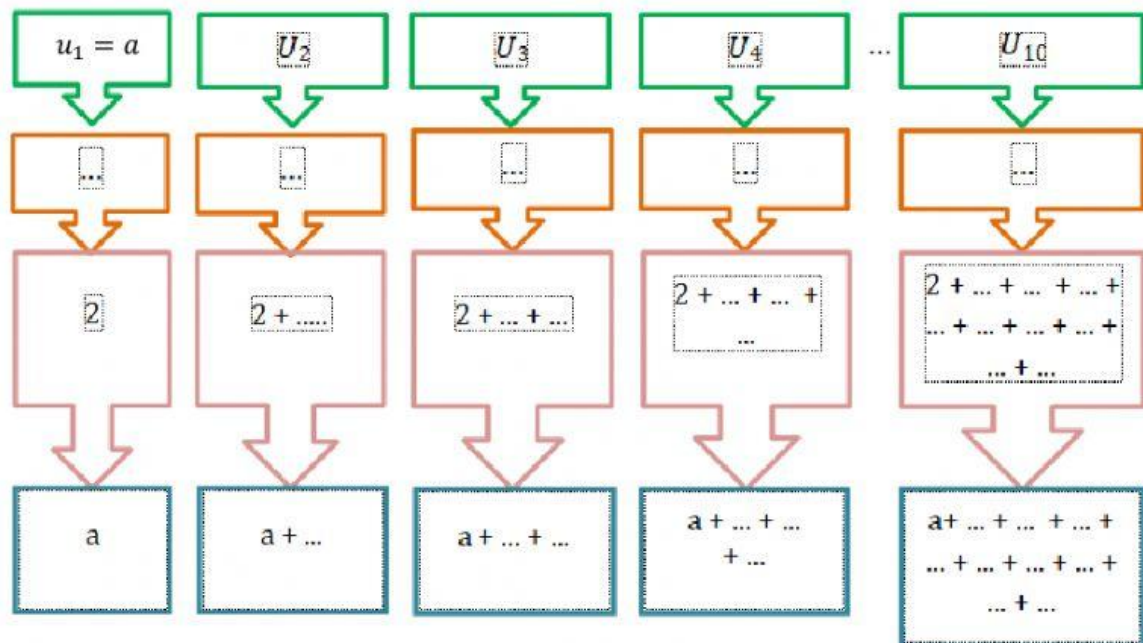 u₁ = a
U₂
U₃
U₄
...
U₁₀
...
...
...
...
...
2
2 + .....
2 + ... + ...
2 + ... + ... +
...
2 + ... + ... + ... +
... + ... + ... + ... +
... + ...
a
a + ...
a + ... + ...
a + ... + ...
+ ...
a+ ... + ... + ... +
... + ... + ... + ... +
... + ...